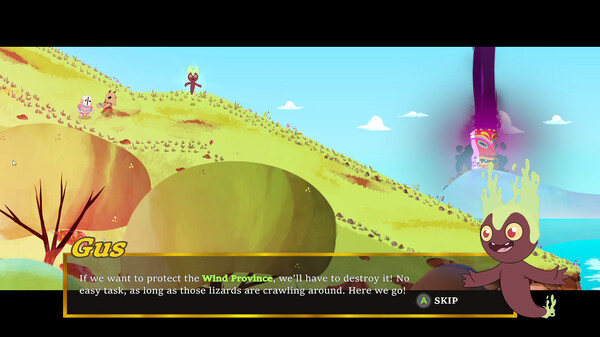 Gus
If we want to protect the Wind Province, we'll have to destroy it! No
easy task, as long as those lizards are crawling around. Here we go!
A SKIP